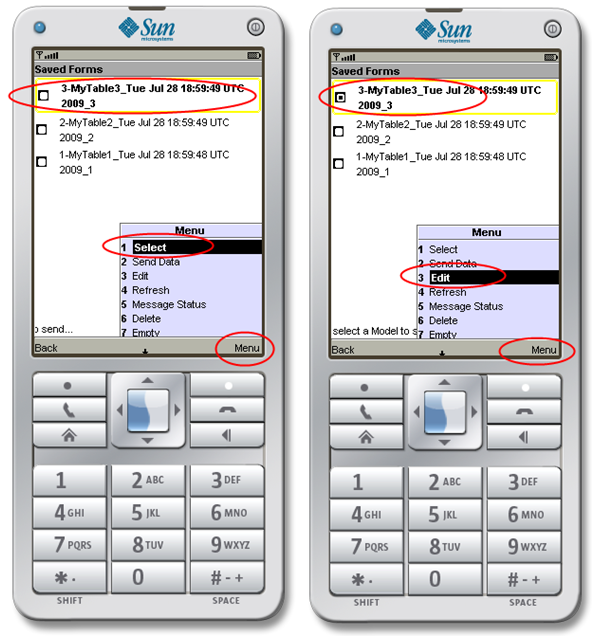 Sun
microsystems
Saved Forms
3-MyTable3_Tue Jul 28 18:59:49 UTC
2009_3
2-MyTable2_Tue Jul 28 18:59:49 UTC
2009_2
1-MyTable1_Tue Jul 28 18:59:48 UTC
2009_1
Menu
1 Select
2 Send Data
3 Edit
4 Refresh
5 Message Status
6 Delete
7 Empty
o send...
Back
Menu
1
2 ABC
3 DEF
4 GHI
5 JKL
6 MNO
7 PQRS
8 TUV
9 WXYZ
*.
0
#-+
SHIFT
SPACE
Sun
microsystems
Saved Forms
3-MyTable3_Tue Jul 28 18:59:49 UTC
2009_3
2-MyTable2_Tue Jul 28 18:59:49 UTC
2009_2
1-MyTable1_Tue Jul 28 18:59:48 UTC
2009_1
Menu
1 Select
2 Send Data
3 Edit
4 Refresh
5 Message Status
6 Delete
7 Empty
select a Model to s
Back
Menu
1
2 ABC
3 DEF
4 GHI
5 JKL
6 MNO
7 PQRS
8 TUV
9 WXYZ
*.
0
#-+
SHIFT
SPACE